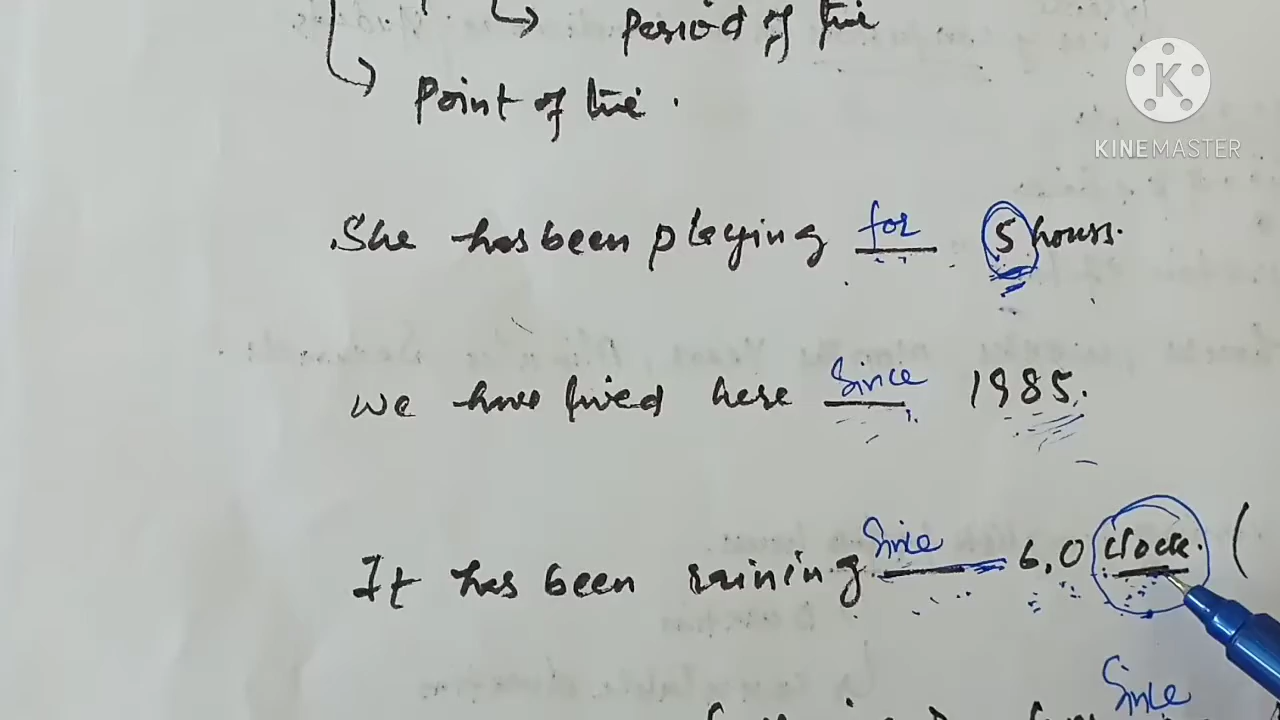 Period of time
Point of time.
KINEMASTER
She has been playing for 5 hours.
We have lived here since 1985.
It has been raining Since 6,0 clock. (
Since